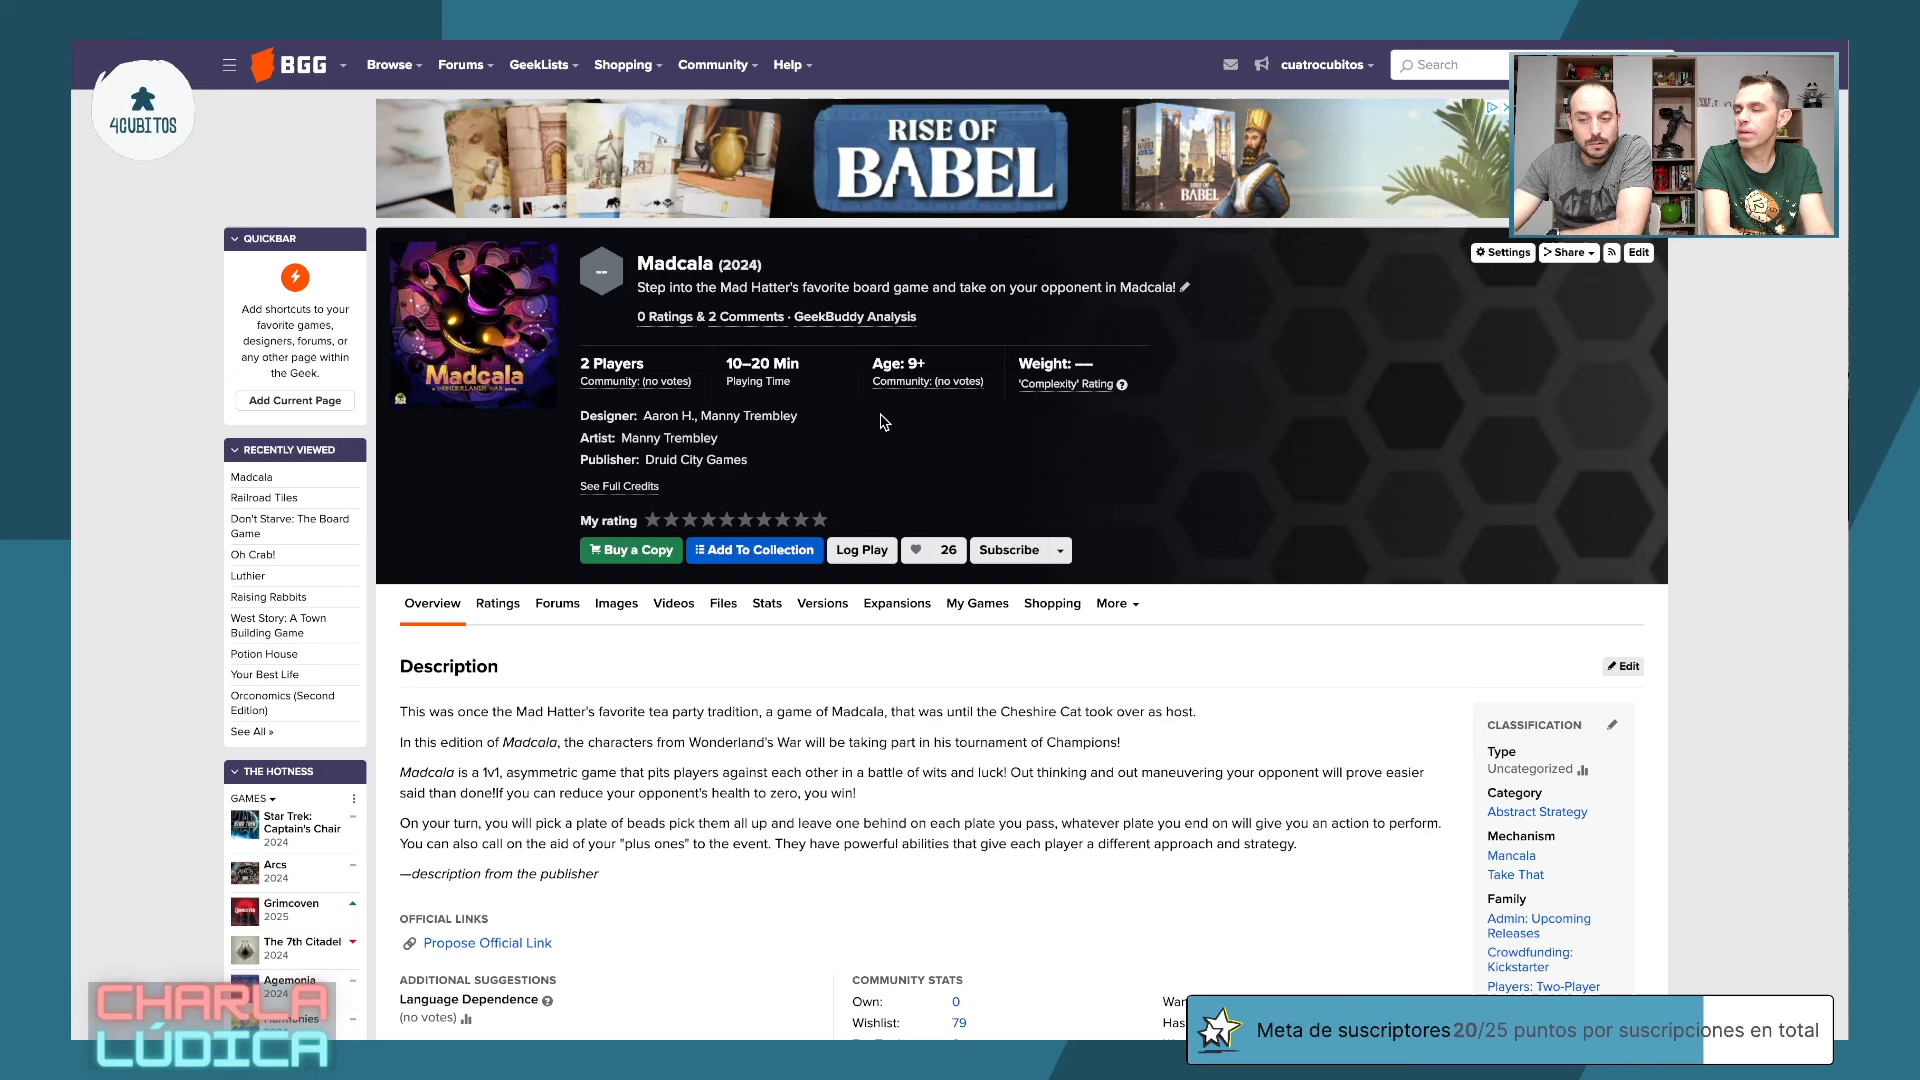 4CUBITOS
BGG
Browse
Forums
GeekLists
Shopping
Community
Help
cuatrocubitos
Search
RISE OF
BABEL
BABEL
QUICKBAR
Add shortcuts to your
favorite games,
designers, forums, or
any other page within
the Geek.
Add Current Page
RECENTLY VIEWED
Madcala
Railroad Tiles
Don't Starve: The Board
Game
Oh Crab!
Luthier
Raising Rabbits
West Story: A Town
Building Game
Potion House
Your Best Life
Orconomics (Second
Edition)
See All »
THE HOTNESS
GAMES
Star Trek:
Captain's Chair
2024
Arcs
2024
Grimcoven
2025
The 7th Citadel
2024
Agemonia
2024
CHARLA
LÚDICA
Madcala
A WONDERLANDS WAR game
--
Madcala (2024)
Step into the Mad Hatter's favorite board game and take on your opponent in Madcala!
0 Ratings & 2 Comments · GeekBuddy Analysis
Settings
Share
Edit
2 Players
Community: (no votes)
10–20 Min
Playing Time
Age: 9+
Community: (no votes)
Weight: ––
'Complexity' Rating
Designer: Aaron H., Manny Trembley
Artist: Manny Trembley
Publisher: Druid City Games
See Full Credits
My rating
Buy a Copy
Add To Collection
Log Play
26
Subscribe
Overview
Ratings
Forums
Images
Videos
Files
Stats
Versions
Expansions
My Games
Shopping
More
Description
Edit
This was once the Mad Hatter's favorite tea party tradition, a game of Madcala, that was until the Cheshire Cat took over as host.
In this edition of Madcala, the characters from Wonderland's War will be taking part in his tournament of Champions!
Madcala is a 1v1, asymmetric game that pits players against each other in a battle of wits and luck! Out thinking and out maneuvering your opponent will prove easier
said than done!If you can reduce your opponent's health to zero, you win!
On your turn, you will pick a plate of beads pick them all up and leave one behind on each plate you pass, whatever plate you end on will give you an action to perform.
You can also call on the aid of your "plus ones" to the event. They have powerful abilities that give each player a different approach and strategy.
—description from the publisher
OFFICIAL LINKS
Propose Official Link
ADDITIONAL SUGGESTIONS
Language Dependence
(no votes)
COMMUNITY STATS
Own: 0
Wishlist: 79
CLASSIFICATION
Type
Uncategorized
Category
Abstract Strategy
Mechanism
Mancala
Take That
Family
Admin: Upcoming
Releases
Crowdfunding:
Kickstarter
Players: Two-Player
Meta de suscriptores 20/25 puntos por suscripciones en total